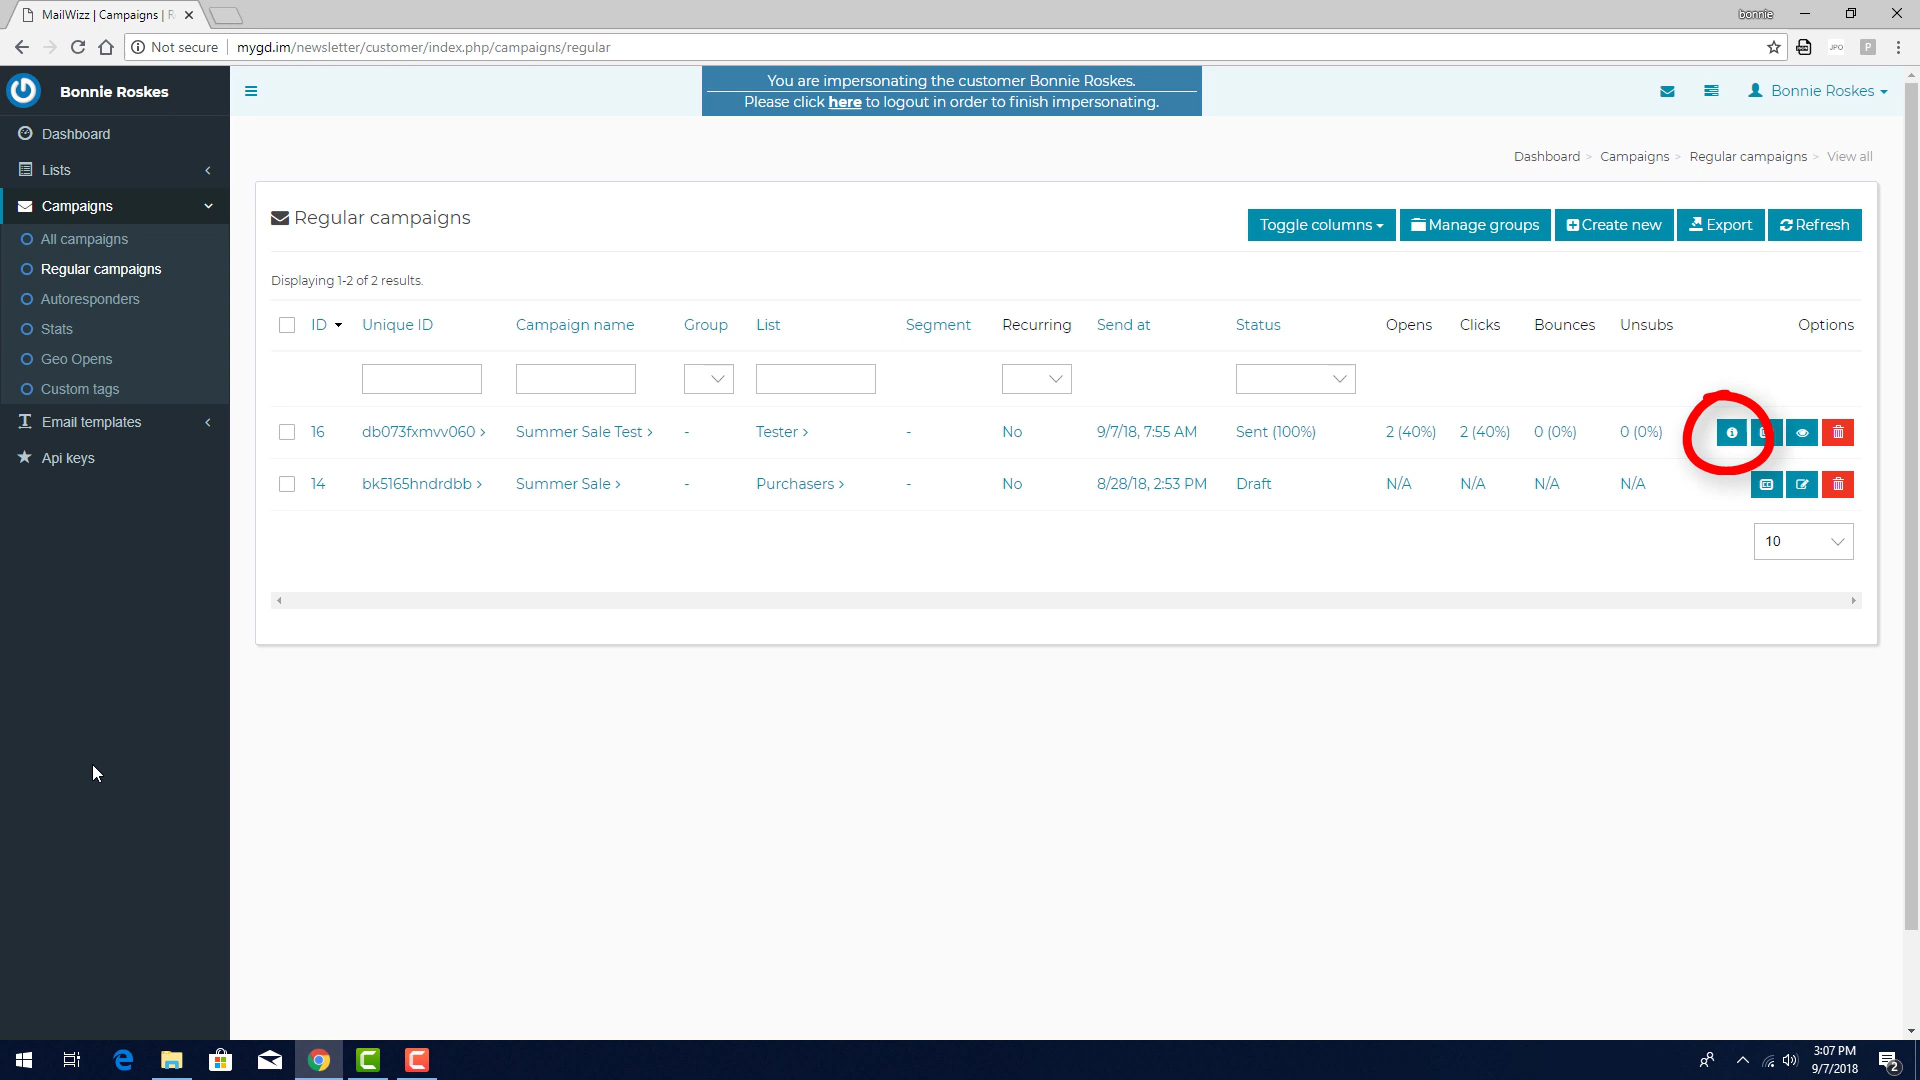 MailWizz | Campaigns | R
bonnie
Not secure
mygd.im/newsletter/customer/index.php/campaigns/regular
JPO
P
Bonnie Roskes
You are impersonating the customer Bonnie Roskes.
Please click here to logout in order to finish impersonating.
Bonnie Roskes
Dashboard
Lists
Campaigns
All campaigns
Regular campaigns
Autoresponders
Stats
Geo Opens
Custom tags
Email templates
Api keys
Dashboard > Campaigns > Regular campaigns > View all
Regular campaigns
Toggle columns
Manage groups
Create new
Export
Refresh
Displaying 1-2 of 2 results.
ID Unique ID Campaign name Group List Segment Recurring Send at Status Opens Clicks Bounces Unsubs Options
16 db073fxmvv060 > Summer Sale Test > - Tester > - No 9/7/18, 7:55 AM Sent (100%) 2 (40%) 2 (40%) 0 (0%) 0 (0%)
14 bk5165hndrdbb > Summer Sale > - Purchasers > - No 8/28/18, 2:53 PM Draft N/A N/A N/A N/A
10
3:07 PM
9/7/2018
2